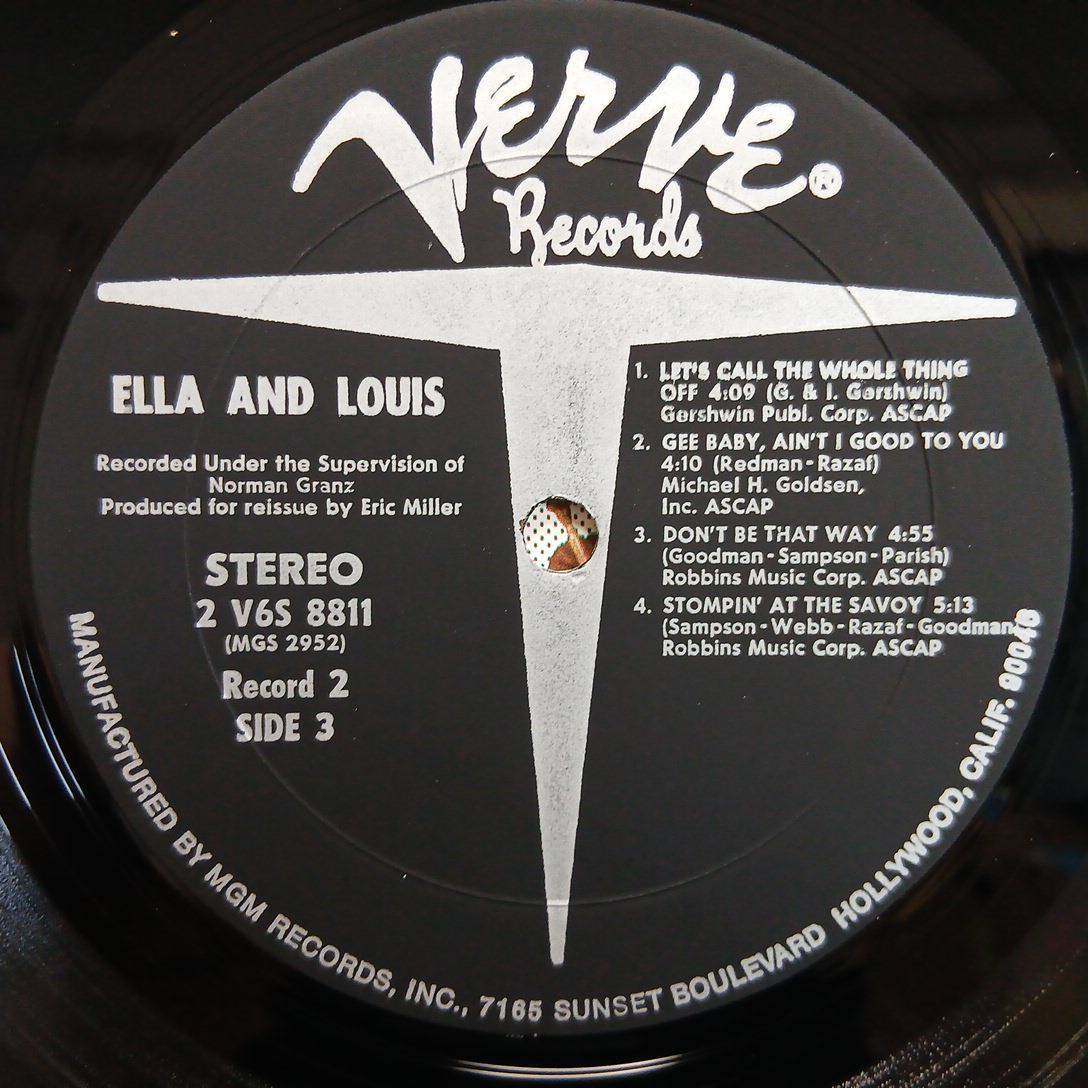 Verve®
Records
ELLA AND LOUIS
Recorded Under the Supervision of
Norman Granz
Produced for reissue by Eric Miller
STEREO
2 V6S 8811
(MGS 2952)
Record 2
SIDE 3
1. LET'S CALL THE WHOLE THING
OFF 4:09 (G. & I. Gershwin)
Gershwin Publ. Corp. ASCAP
2. GEE BABY, AIN'T I GOOD TO YOU
4:10 (Redman-Razaf)
Michael H. Goldsen,
Inc. ASCAP
3. DON'T BE THAT WAY 4:55
(Goodman-Sampson-Parish)
Robbins Music Corp. ASCAP
4. STOMPIN' AT THE SAVOY 5:13
(Sampson-Webb-Razaf-Goodman)
Robbins Music Corp. ASCAP
MANUFACTURED BY MGM RECORDS, INC., 7165 SUNSET BOULEVARD HOLLYWOOD, CALIF. 90046